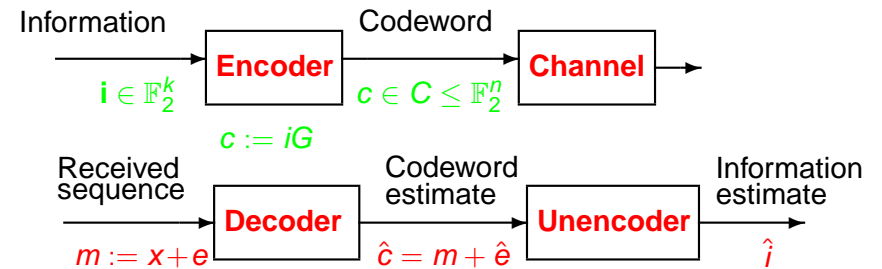 Information Codeword
Encoder Channel
𝐢 ∈ 𝔽₂ᵏ c ∈ C ≤ 𝔽₂ⁿ
c := iG
Received Codeword Information
sequence estimate estimate
Decoder Unencoder
m := x+e ĉ = m + ê î